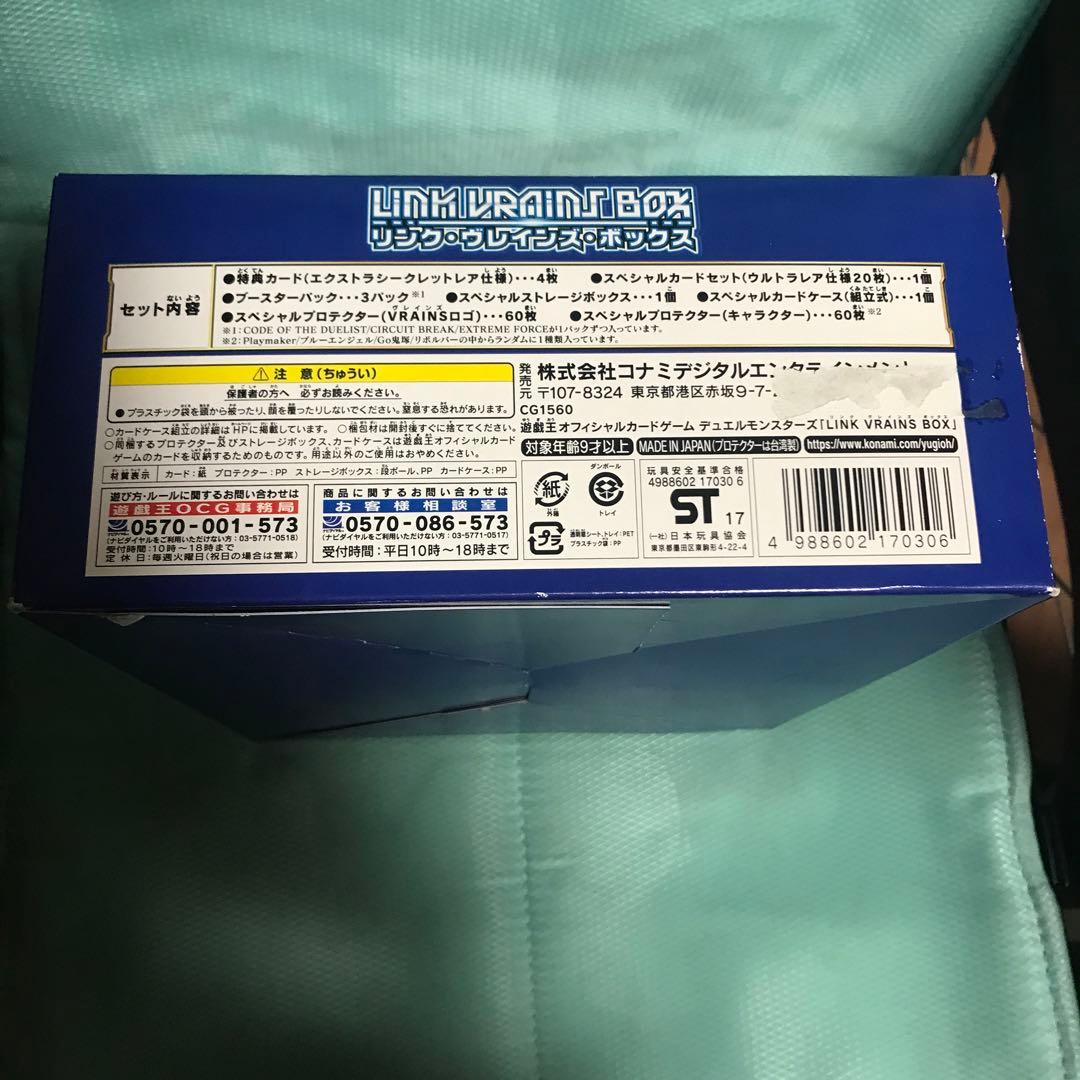 LINK VRAINS BOX
リンク・ヴレインズ・ボックス
セット内容
●特典カード(エクストラシークレットレア仕様)・・・4枚 ●スペシャルカードセット(ウルトラレア仕様20枚)・・・1個
●ブースターパック・・・3パック※1 ●スペシャルストレージボックス・・・1個 ●スペシャルカードケース(組立式)・・・1個
●スペシャルプロテクター(VRAINSロゴ)・・・60枚 ●スペシャルプロテクター(キャラクター)・・・60枚※2
※1:CODE OF THE DUELIST/CIRCUIT BREAK/EXTREME FORCEが1パックずつ入っています。
※2:Playmaker/ブルーエンジェル/Go鬼塚/リボルバーの中からランダムに1種類入っています。
⚠ 注意(ちゅうい)
保護者の方へ 必ずお読みください。
●プラスチック袋を頭から被ったり、顔を覆ったりしないでください。窒息する恐れがあります。
○カードケース組立の詳細はHPに掲載しています。 ○梱包材は開封後すぐに捨ててください。
○同梱するプロテクター及びストレージボックス、カードケースは遊戯王オフィシャルカード
ゲームのカードを収納するためのものです。用途以外のご使用はおやめください。
材質表示 カード:紙 プロテクター:PP ストレージボックス:段ボール、PP カードケース:PP
遊び方・ルールに関するお問い合わせは
遊戯王OCG事務局
ナビダイヤル
0570-001-573
(ナビダイヤルをご利用いただけない方:03-5771-0518)
受付時間:10時〜18時
定休日:毎週火曜日(祝日の場合は営業)
商品に関するお問い合わせは
お客様相談室
ナビダイヤル
0570-086-573
(ナビダイヤルをご利用いただけない方:03-5771-0517)
受付時間:平日10時〜18時まで
発売元 株式会社コナミデジタルエンタテインメント
〒107-8324 東京都港区赤坂9-7-
CG1560
遊戯王オフィシャルカードゲーム デュエルモンスターズ「LINK VRAINS BOX」
対象年齢9才以上 MADE IN JAPAN(プロテクターは台湾製) https://www.konami.com/yugioh/
紙
外箱
ダンボール
トレイ
プラ
透明窓シート、トレイ:PET
プラスチック袋:PP
玩具安全基準合格
4988602 17030 6
ST 17
(一社)日本玩具協会
東京都墨田区東駒形4-22-4
4 988602 170306